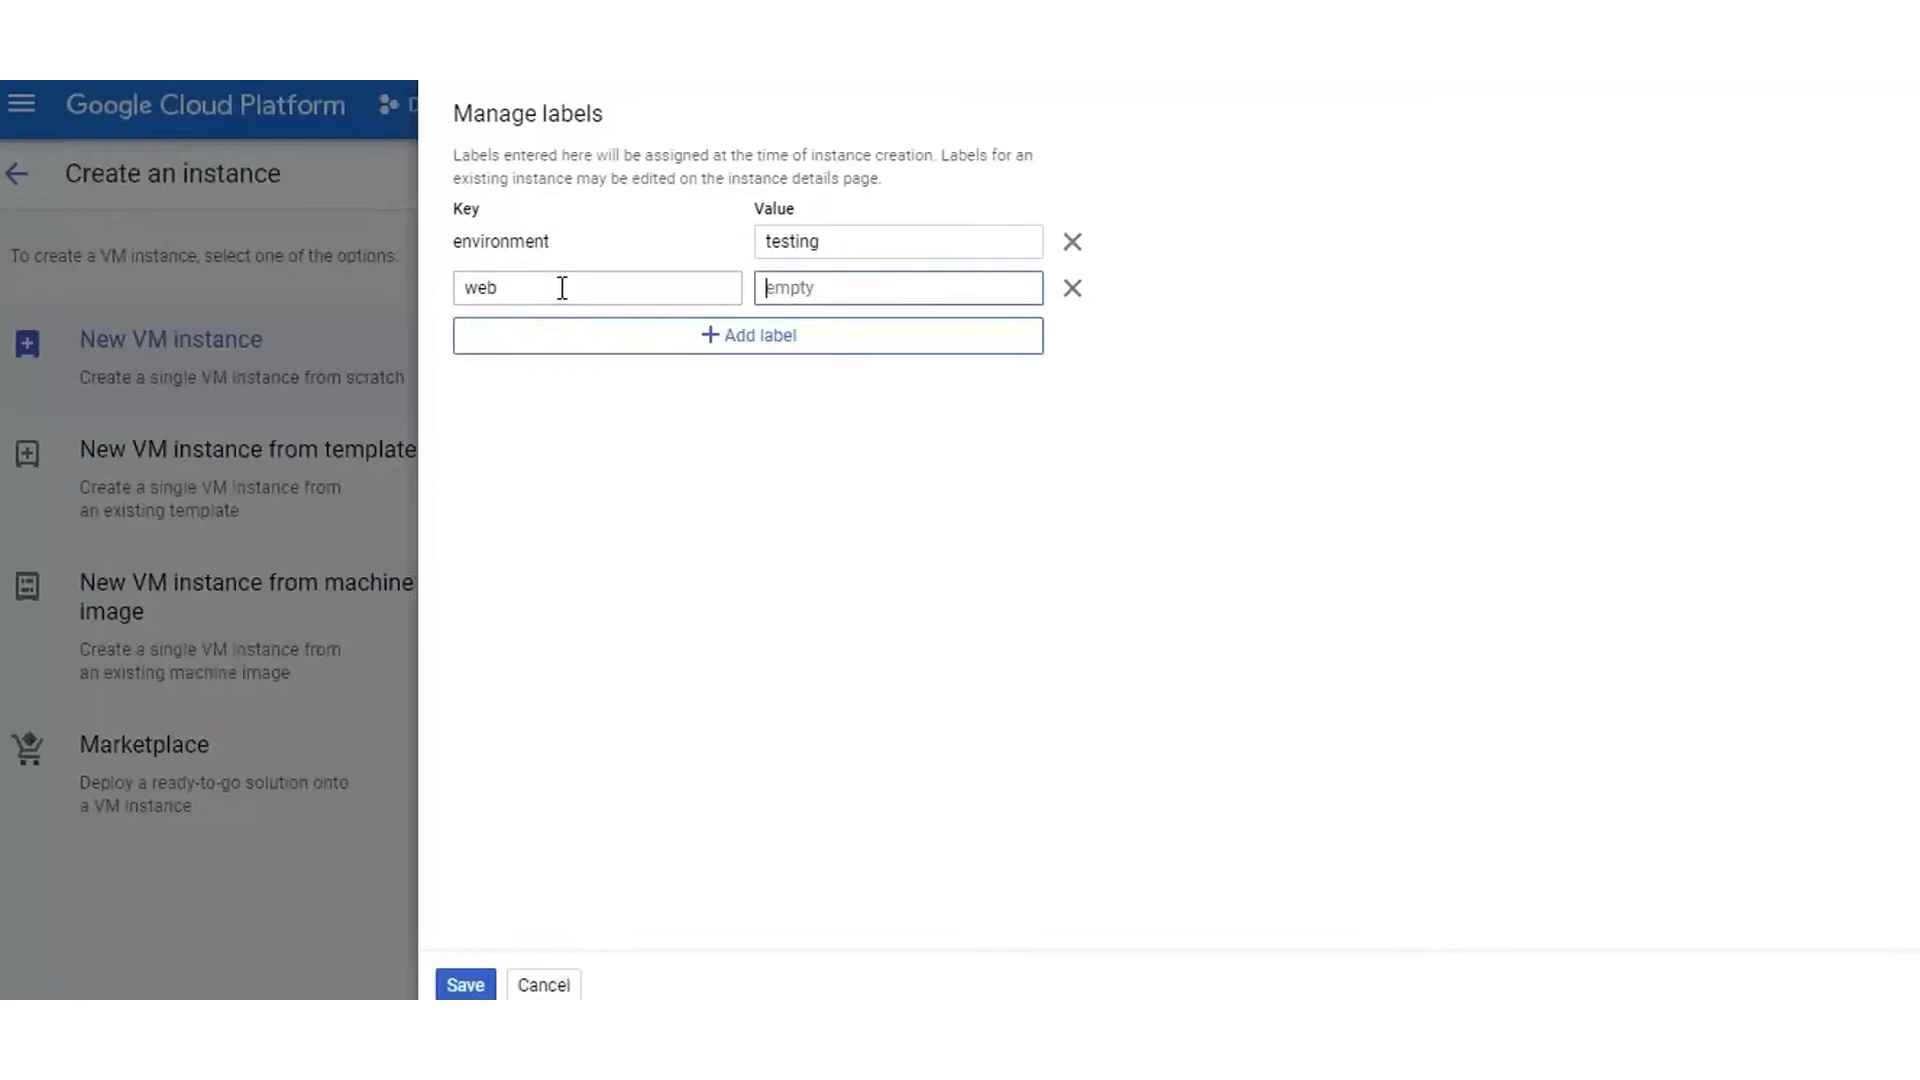 Google Cloud Platform
Create an instance
To create a VM instance, select one of the options:
New VM instance
Create a single VM instance from scratch
New VM instance from template
Create a single VM instance from
an existing template
New VM instance from machine
image
Create a single VM instance from
an existing machine image
Marketplace
Deploy a ready-to-go solution onto
a VM instance
Manage labels
Labels entered here will be assigned at the time of instance creation. Labels for an
existing instance may be edited on the instance details page.
Key Value
environment testing
web empty
+ Add label
Save Cancel